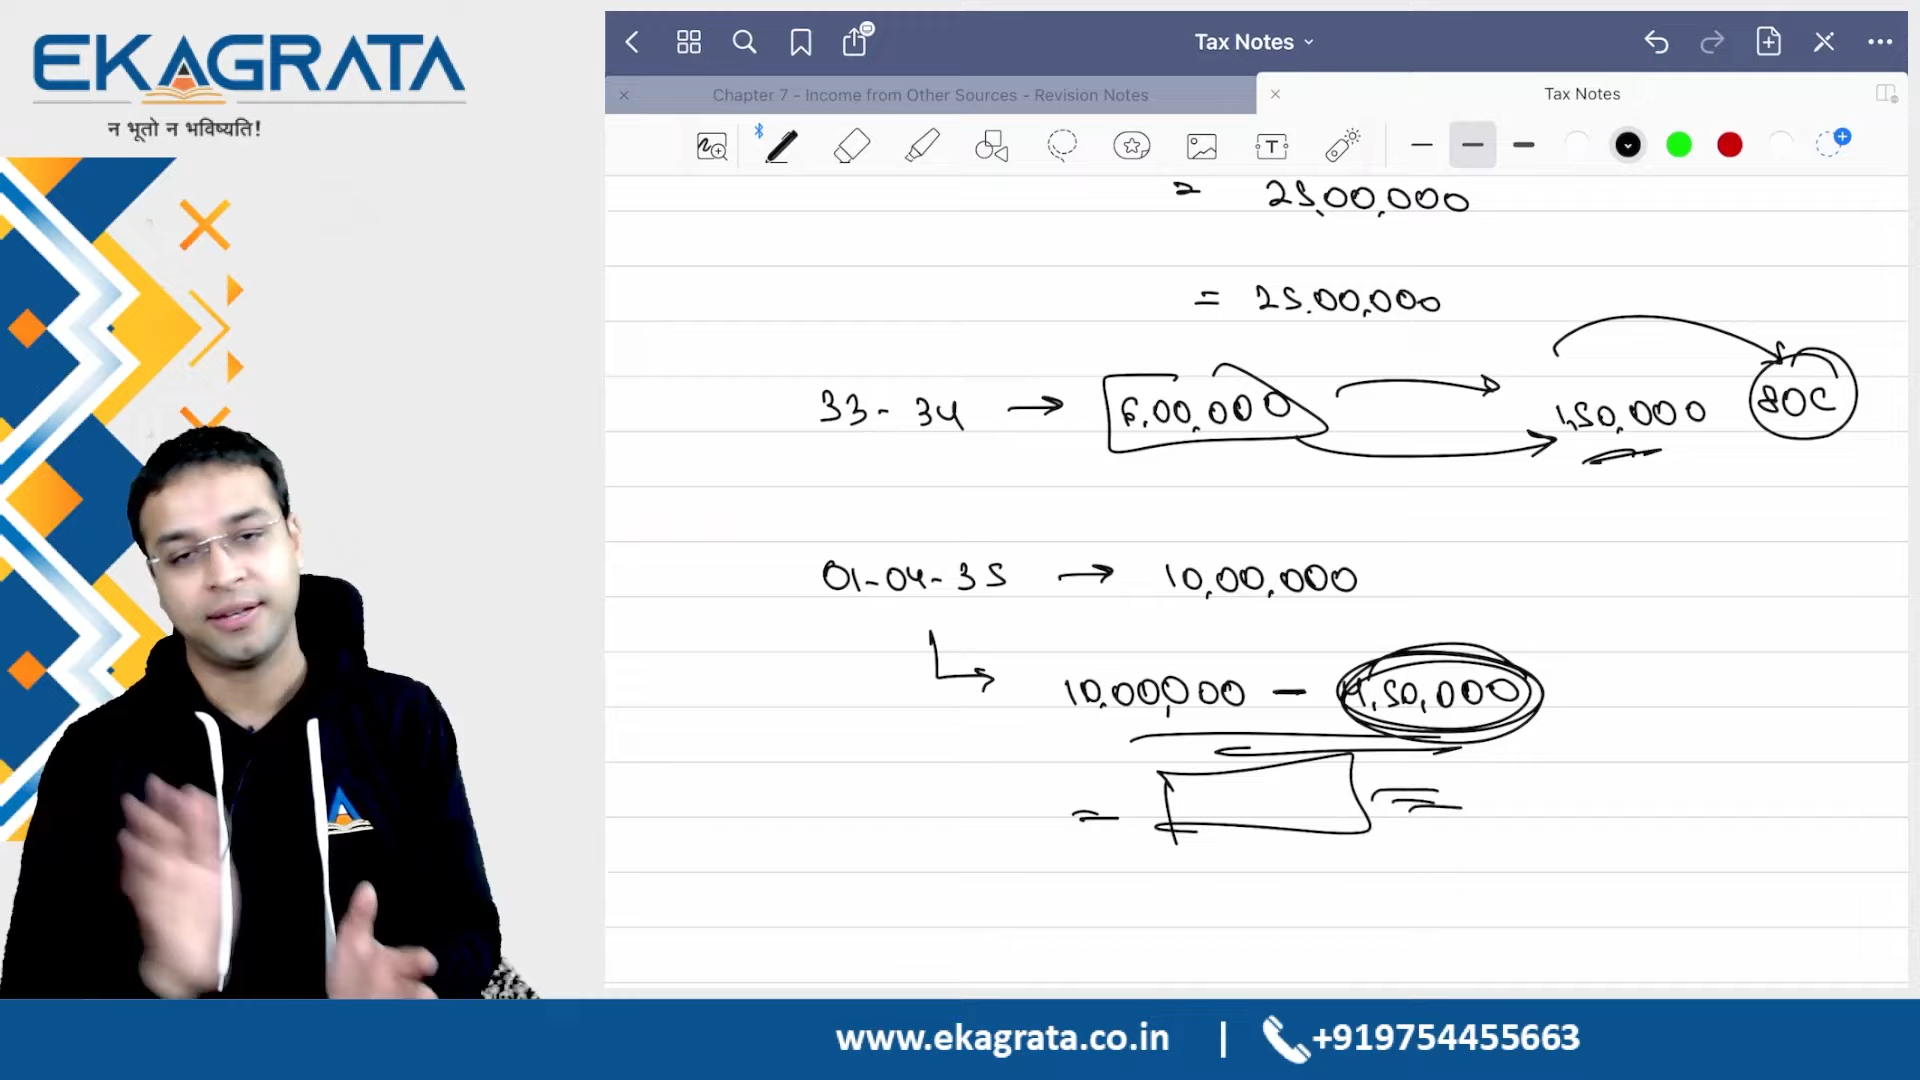 EKAGRATA
न भूतो न भविष्यति!
Tax Notes
Chapter 7 - Income from Other Sources - Revision Notes
Tax Notes
= 25,00,000
= 25.00,000
33-34 → 6,00,000 1,50,000 80C
01-04-35 → 10,00,000
10,00,000 - 4,50,000
=
www.ekagrata.co.in | +919754455663